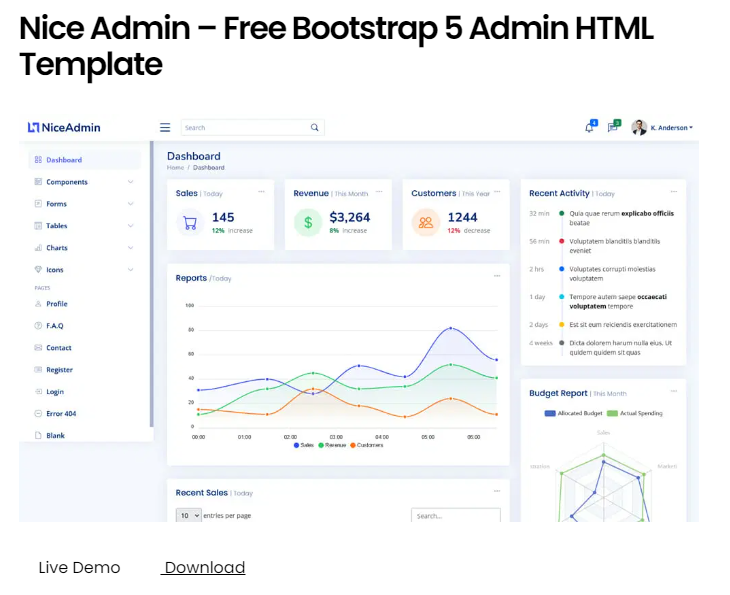 Nice Admin – Free Bootstrap 5 Admin HTML
Template
NiceAdmin
Search
4
3
K. Anderson
Dashboard
Components
Forms
Tables
Charts
Icons
PAGES
Profile
F.A.Q
Contact
Register
Login
Error 404
Blank
Dashboard
Home / Dashboard
Sales | Today
145
12% increase
Revenue | This Month
$3,264
8% increase
Customers | This Year
1244
12% decrease
Reports /Today
100
80
60
40
20
0
00:00 01:00 02:00 03:00 04:00 05:00 06:00
Sales Revenue Customers
Recent Sales | Today
10 entries per page
Search...
Recent Activity | Today
32 min Quia quae rerum explicabo officiis
beatae
56 min Voluptatem blanditiis blanditiis
eveniet
2 hrs Voluptates corrupti molestias
voluptatem
1 day Tempore autem saepe occaecati
voluptatem tempore
2 days Est sit eum reiciendis exercitationem
4 weeks Dicta dolorem harum nulla eius. Ut
quidem quidem sit quas
Budget Report | This Month
Allocated Budget Actual Spending
Sales
Live Demo Download